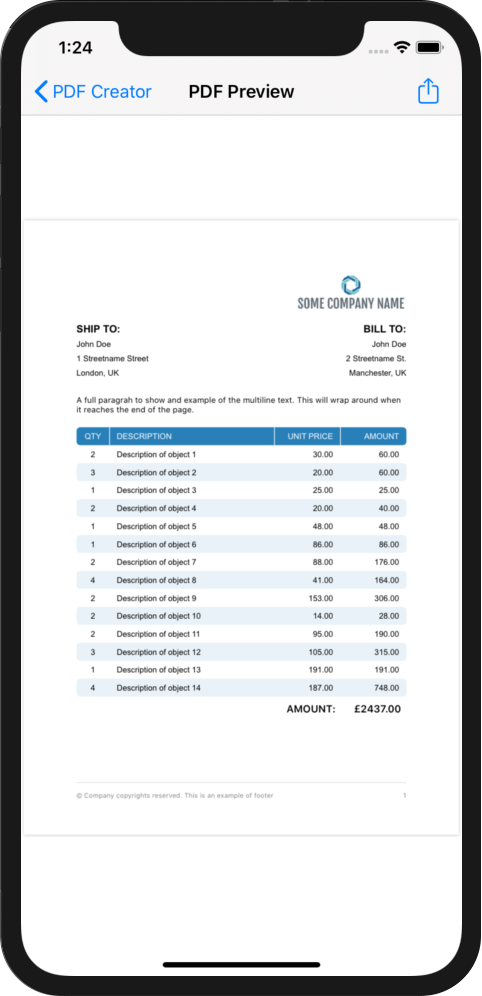 1:24
PDF Creator PDF Preview
SOME COMPANY NAME
SHIP TO: BILL TO:
John Doe John Doe
1 Streetname Street 2 Streetname St.
London, UK Manchester, UK
A full paragrah to show and example of the multiline text. This will wrap around when
it reaches the end of the page.
QTY DESCRIPTION UNIT PRICE AMOUNT
2 Description of object 1 30.00 60.00
3 Description of object 2 20.00 60.00
1 Description of object 3 25.00 25.00
2 Description of object 4 20.00 40.00
1 Description of object 5 48.00 48.00
1 Description of object 6 86.00 86.00
2 Description of object 7 88.00 176.00
4 Description of object 8 41.00 164.00
2 Description of object 9 153.00 306.00
2 Description of object 10 14.00 28.00
2 Description of object 11 95.00 190.00
3 Description of object 12 105.00 315.00
1 Description of object 13 191.00 191.00
4 Description of object 14 187.00 748.00
AMOUNT: £2437.00
© Company copyrights reserved. This is an example of footer 1